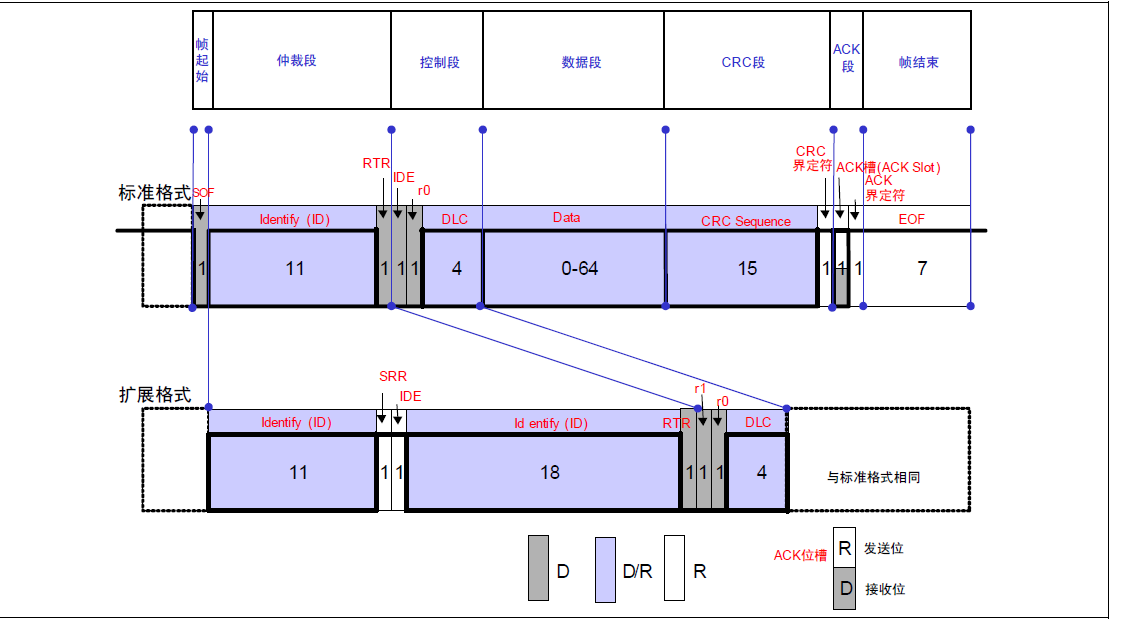 帧起始
仲裁段
控制段
数据段
CRC段
ACK段
帧结束
RTR
IDE
r0
CRC
界定符
ACK槽(ACK Slot)
ACK
界定符
标准格式
SOF
Identify (ID)
DLC
Data
CRC Sequence
EOF
1
11
1
1
1
4
0-64
15
1
1
1
7
扩展格式
SRR
IDE
r1
r0
Identify (ID)
Id entify (ID)
RTR
DLC
11
1
1
18
1
1
1
4
与标准格式相同
D
D/R
R
ACK位槽
R
发送位
D
接收位